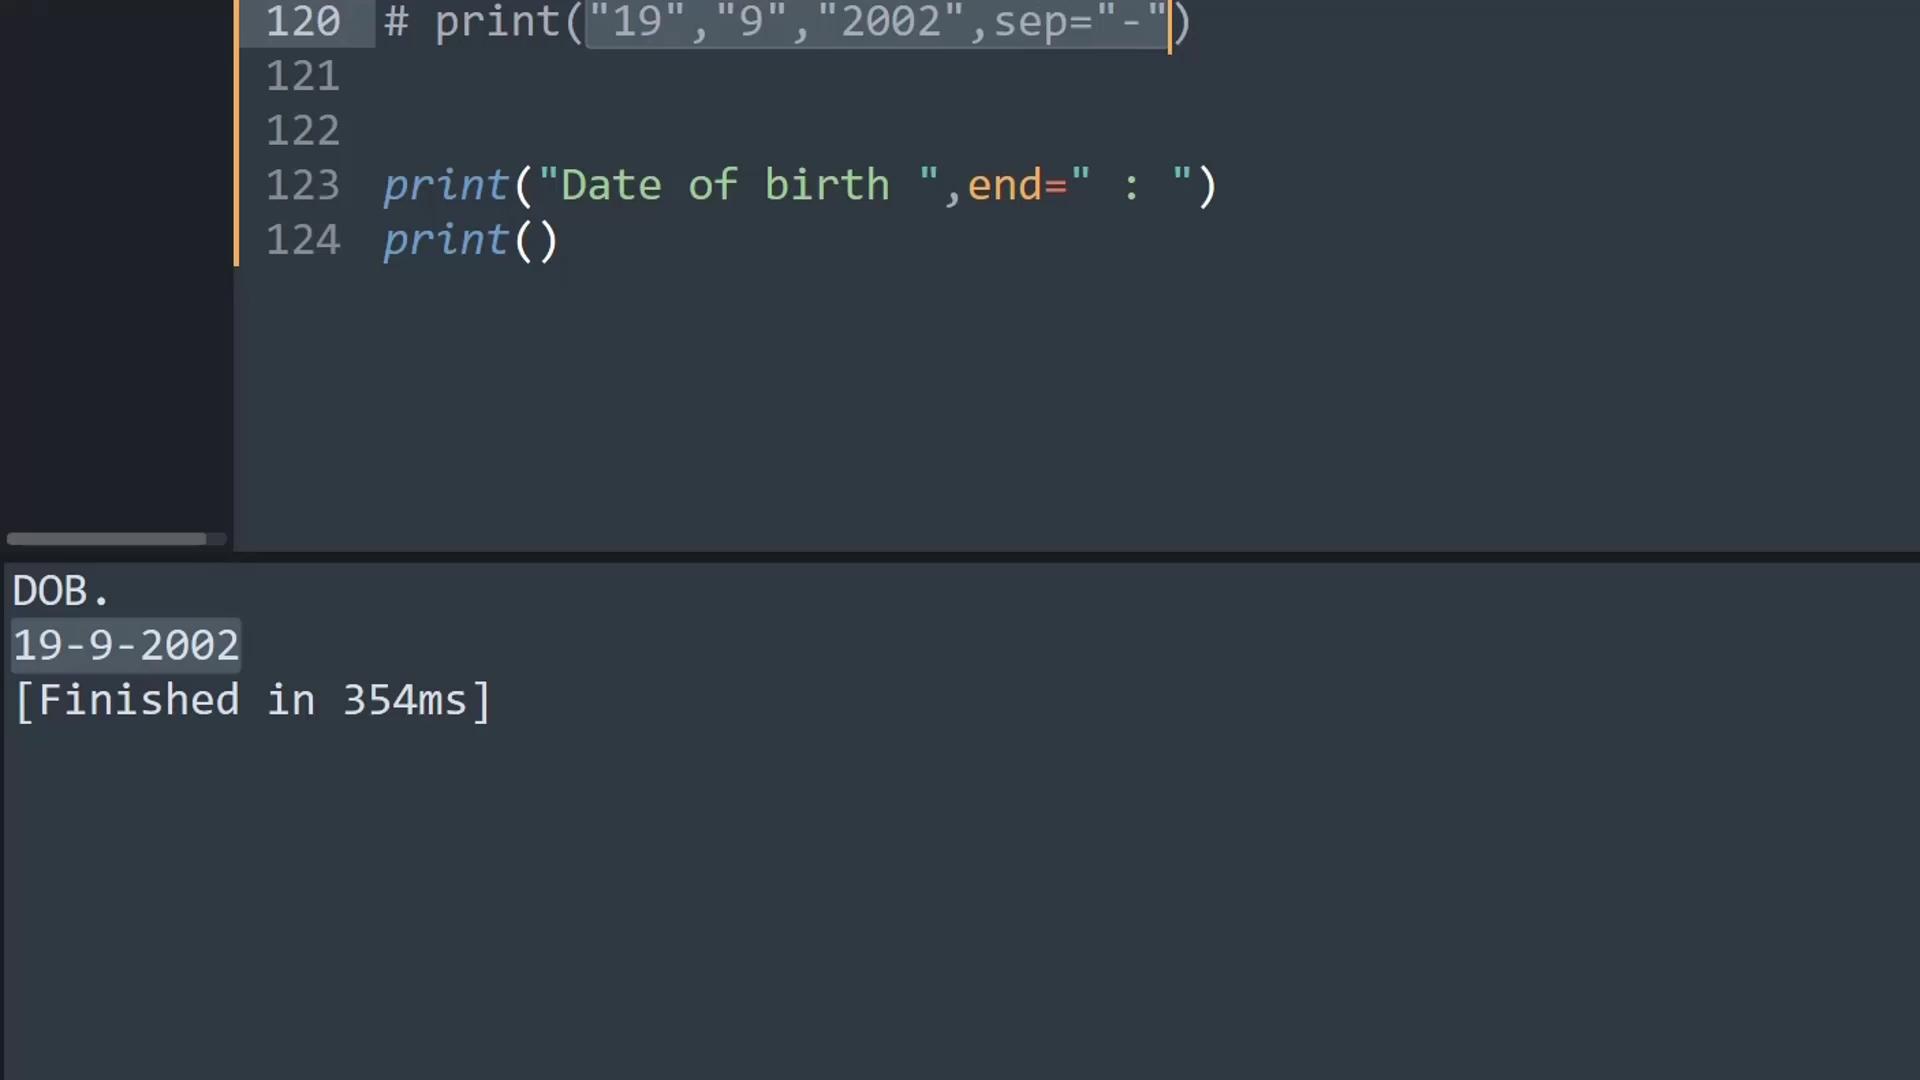 120 # print("19","9","2002",sep="-")
121
122
123 print("Date of birth ",end=" : ")
124 print()
DOB.
19-9-2002
[Finished in 354ms]